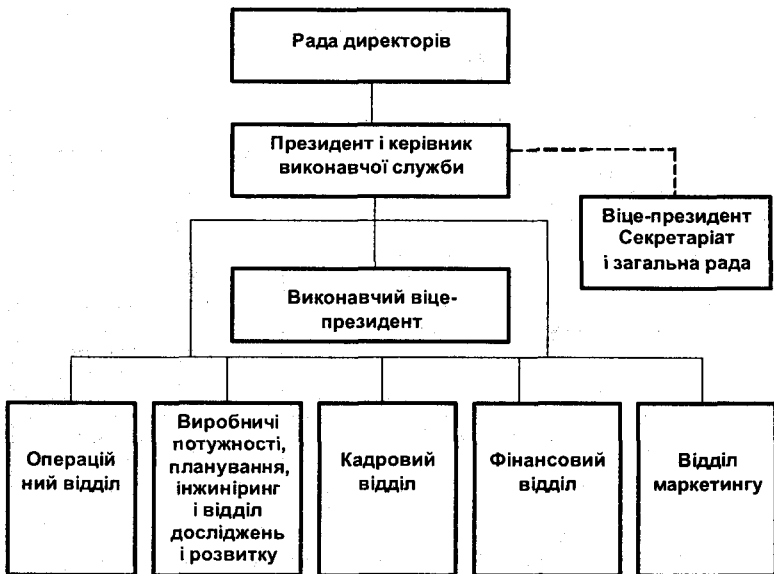 Рада директорів
Президент і керівник
виконавчої служби
Віце-президент
Секретаріат
і загальна рада
Виконавчий віце-
президент
Операцій
ний відділ
Виробничі
потужності,
планування,
інжиніринг
і відділ
досліджень
і розвитку
Кадровий
відділ
Фінансовий
відділ
Відділ
маркетингу